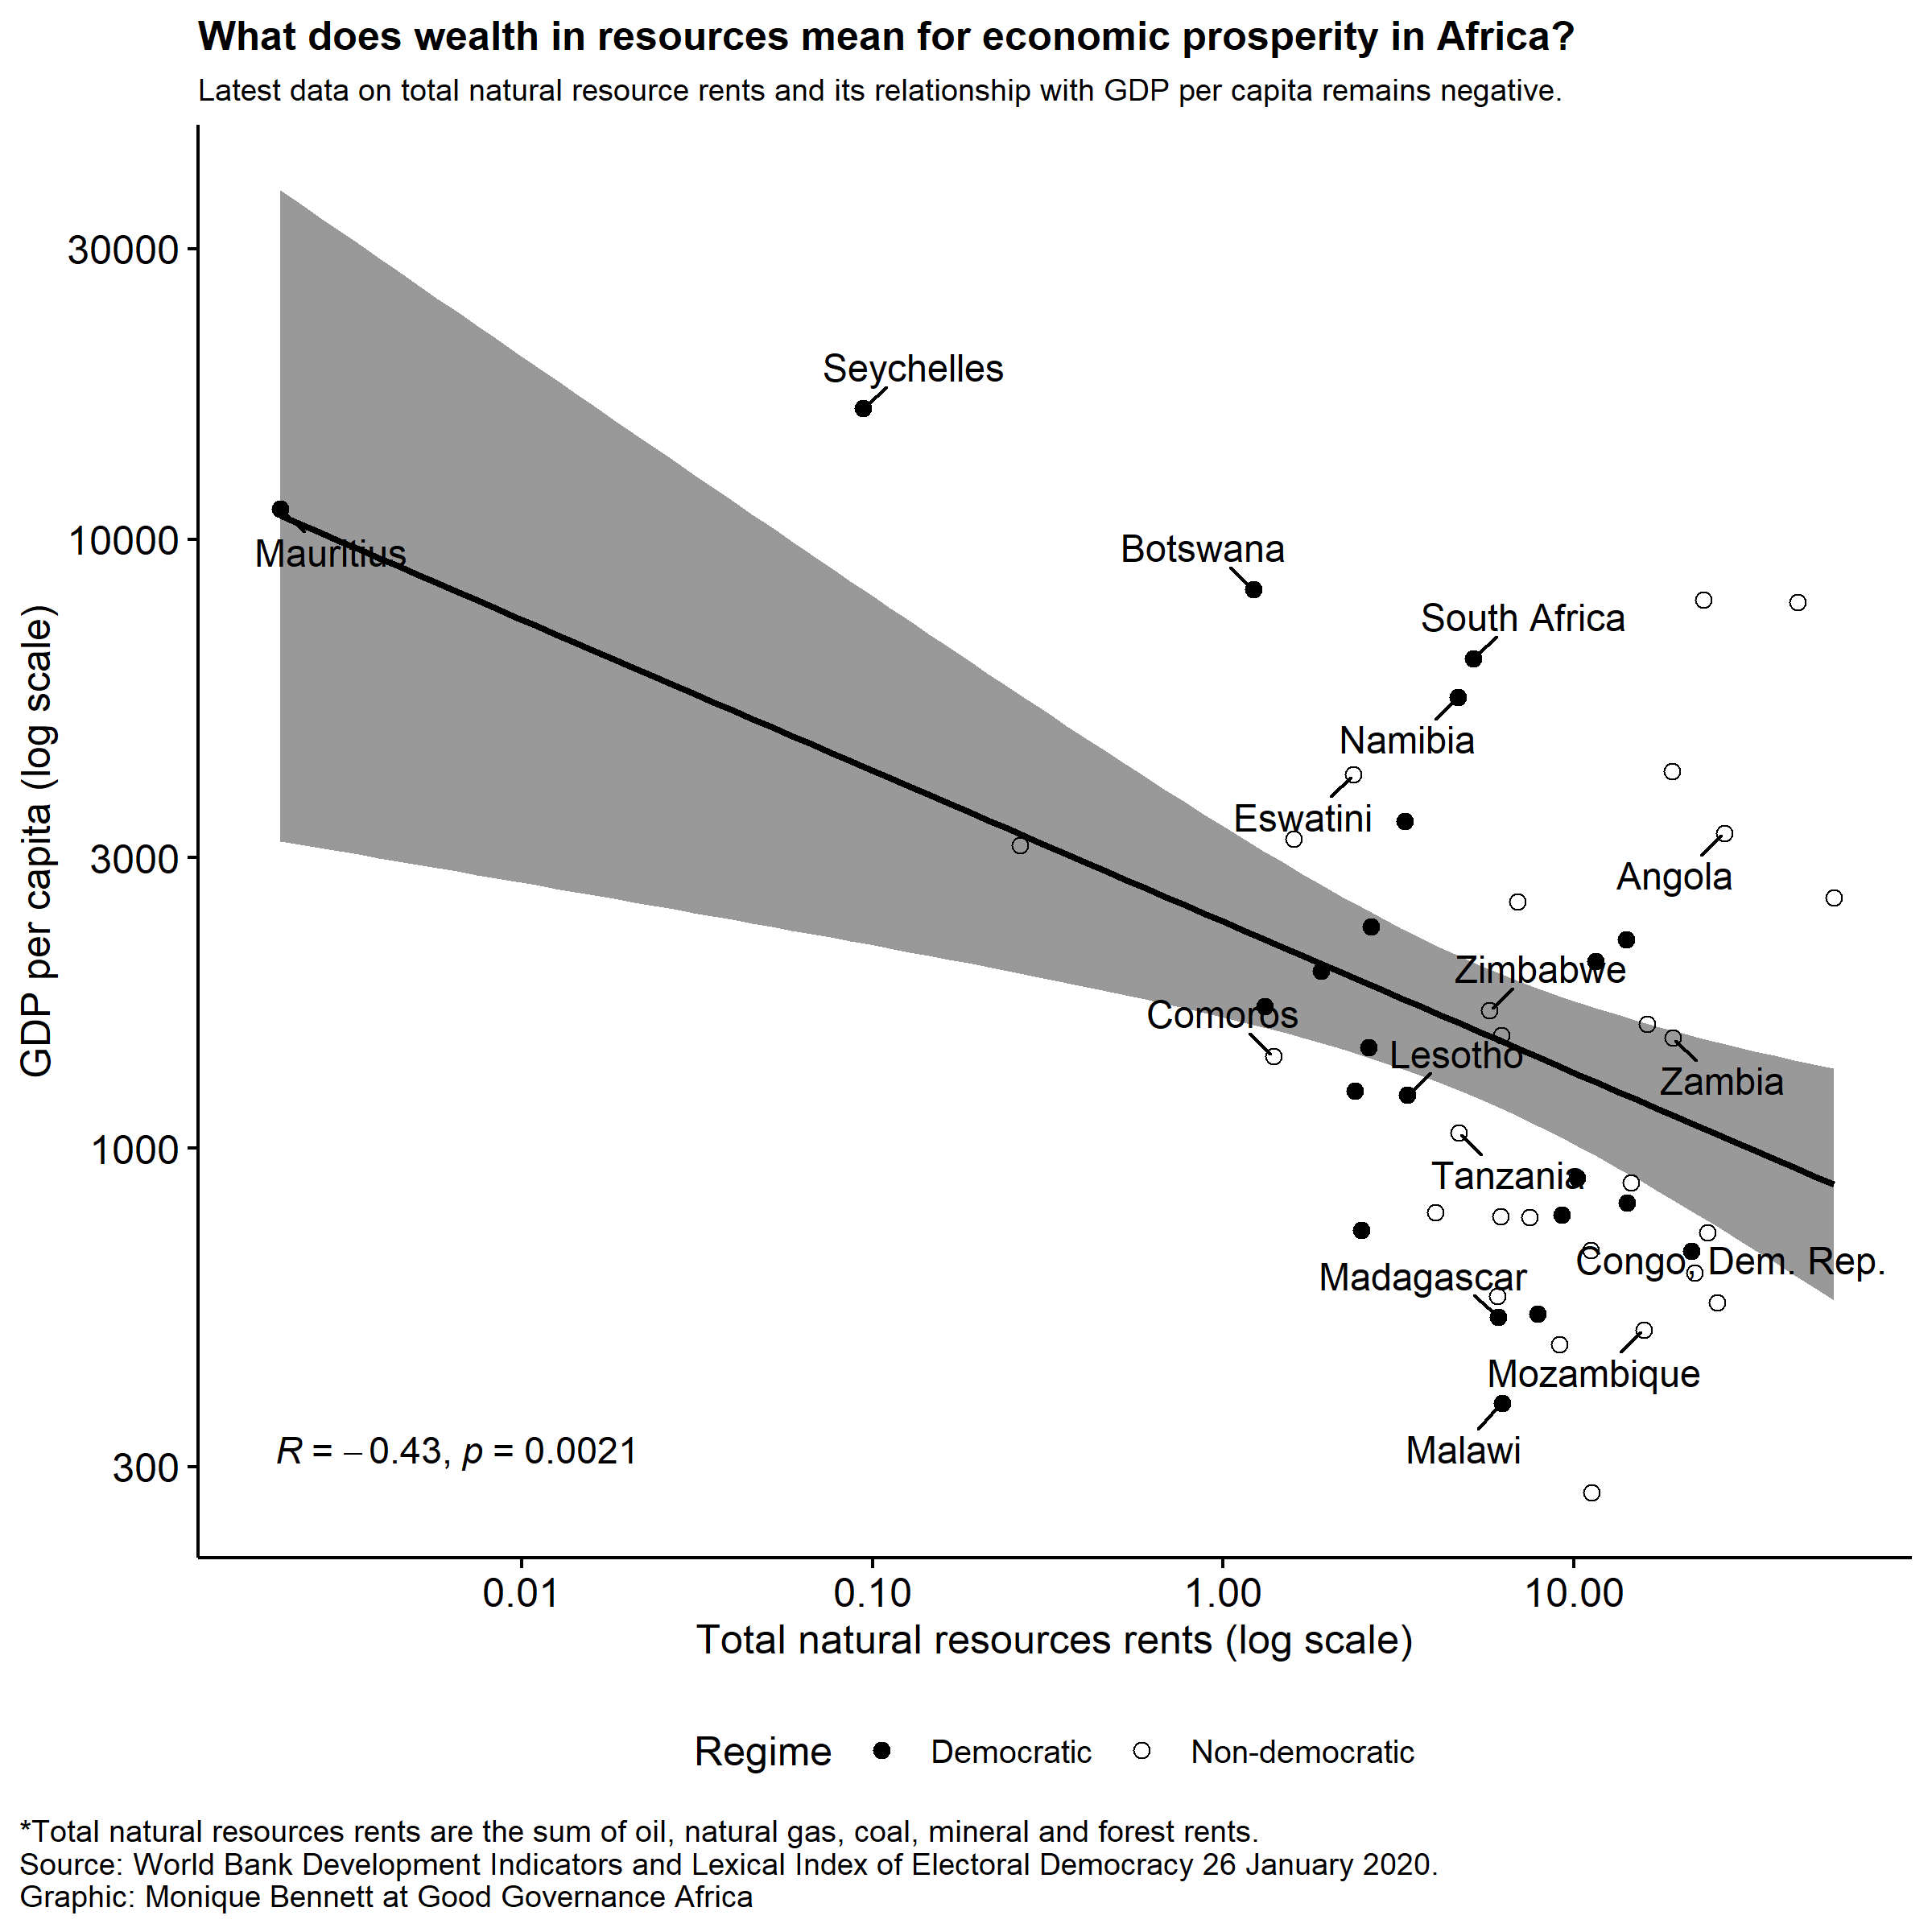 What does wealth in resources mean for economic prosperity in Africa?
Latest data on total natural resource rents and its relationship with GDP per capita remains negative.
GDP per capita (log scale)
30000
10000
3000
1000
300
Seychelles
Mauritius
Botswana
South Africa
Namibia
Eswatini
Angola
Zimbabwe
Comoros
Lesotho
Zambia
Tanzania
Congo, Dem. Rep.
Madagascar
Mozambique
Malawi
R = −0.43, p = 0.0021
0.01 0.10 1.00 10.00
Total natural resources rents (log scale)
Regime Democratic Non-democratic
*Total natural resources rents are the sum of oil, natural gas, coal, mineral and forest rents.
Source: World Bank Development Indicators and Lexical Index of Electoral Democracy 26 January 2020.
Graphic: Monique Bennett at Good Governance Africa